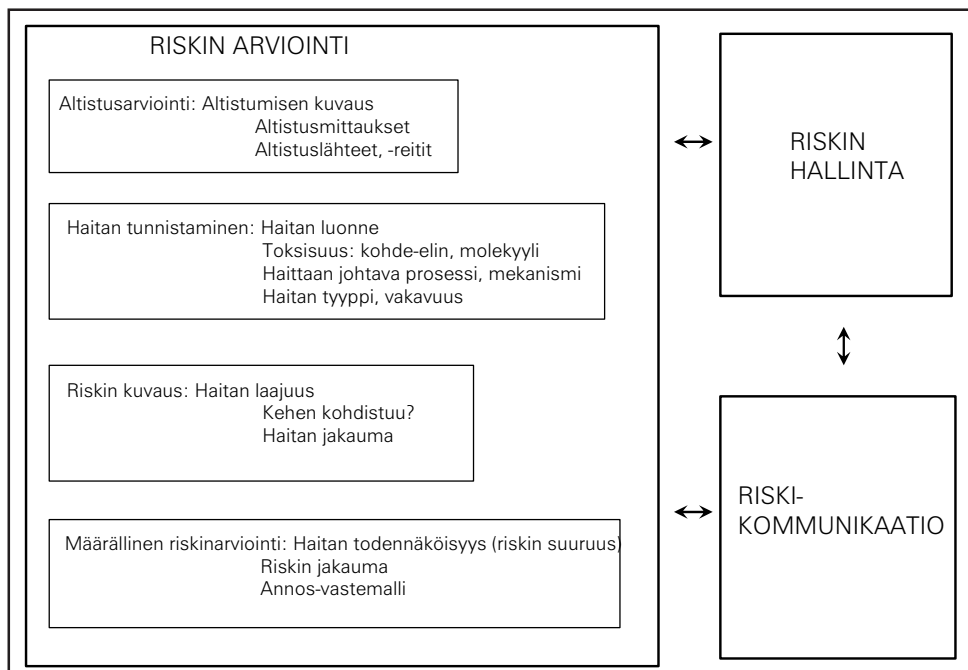 RISKIN ARVIOINTI
Altistusarviointi: Altistumisen kuvaus
Altistusmittaukset
Altistuslähteet, -reitit
Haitan tunnistaminen: Haitan luonne
Toksisuus: kohde-elin, molekyyli
Haittaan johtava prosessi, mekanismi
Haitan tyyppi, vakavuus
Riskin kuvaus: Haitan laajuus
Kehen kohdistuu?
Haitan jakauma
Määrällinen riskinarviointi: Haitan todennäköisyys (riskin suuruus)
Riskin jakauma
Annos-vastemalli
RISKIN
HALLINTA
RISKI-
KOMMUNIKAATIO